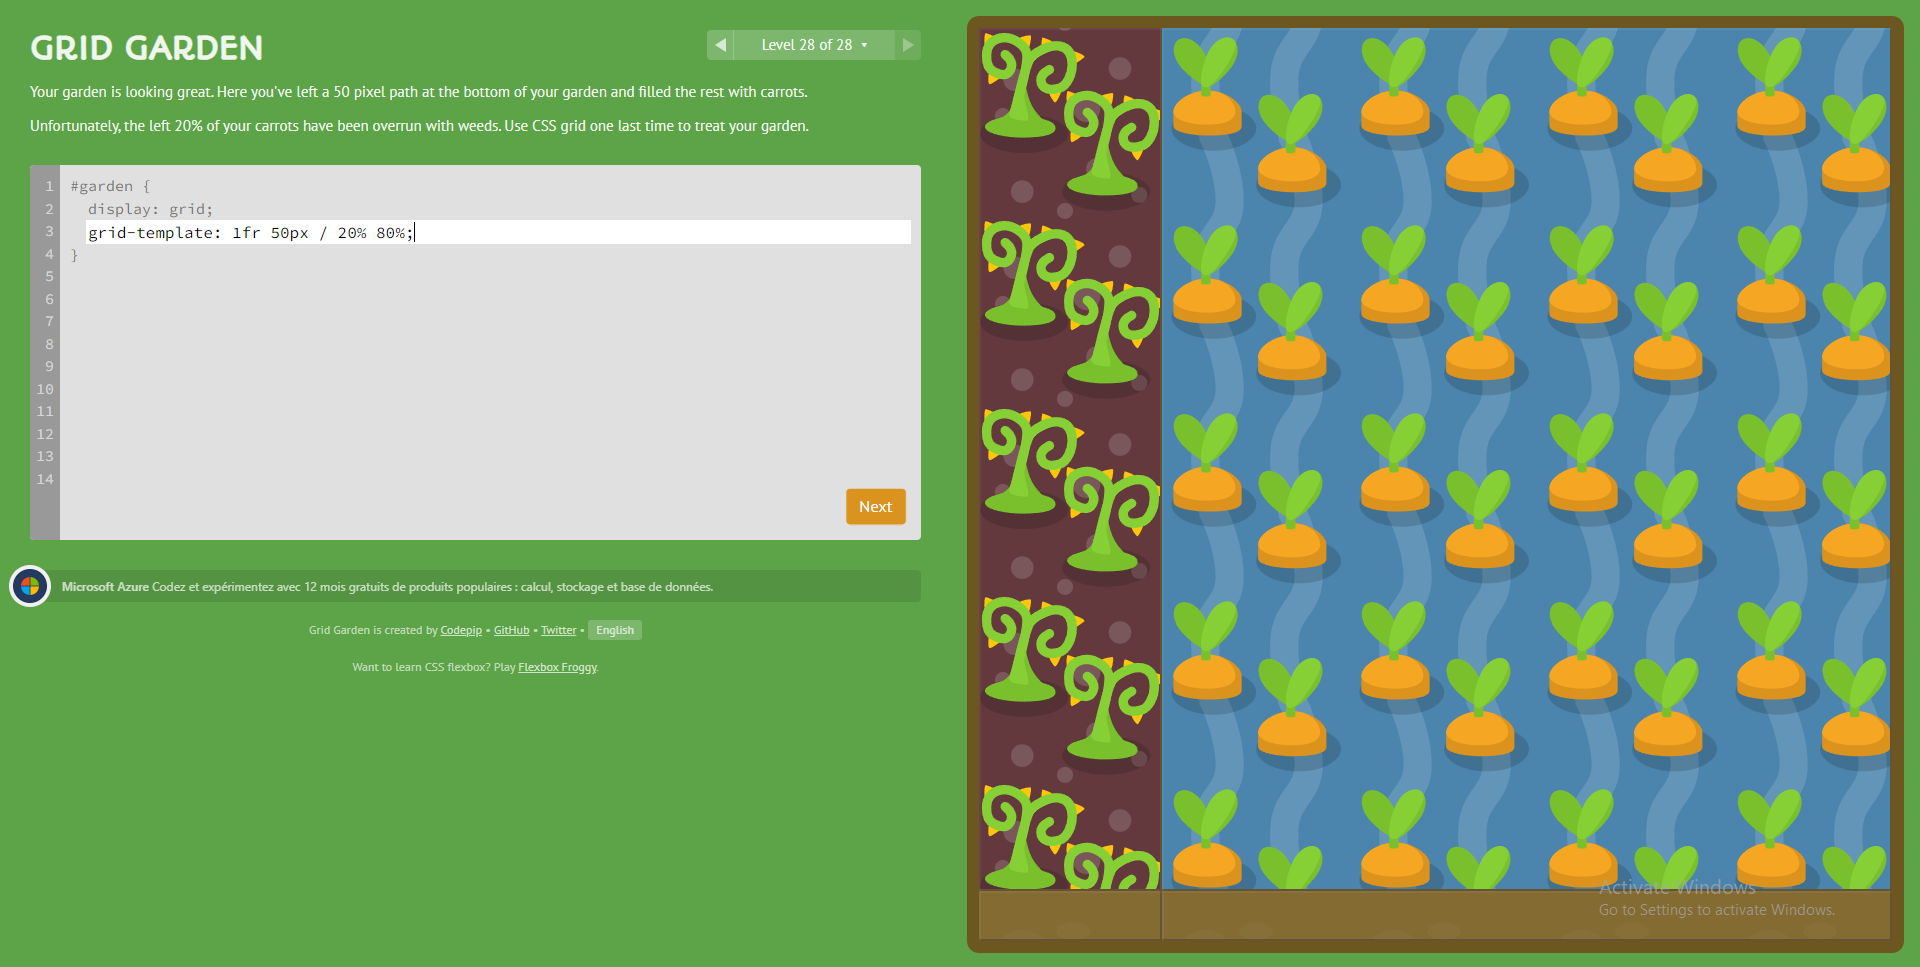 GRID GARDEN
Level 28 of 28
Your garden is looking great. Here you've left a 50 pixel path at the bottom of your garden and filled the rest with carrots.
Unfortunately, the left 20% of your carrots have been overrun with weeds. Use CSS grid one last time to treat your garden.
1 #garden {
2 display: grid;
3 grid-template: 1fr 50px / 20% 80%;
4 }
5
6
7
8
9
10
11
12
13
14
Next
Microsoft Azure Codez et expérimentez avec 12 mois gratuits de produits populaires : calcul, stockage et base de données.
Grid Garden is created by Codepip • GitHub • Twitter • English
Want to learn CSS flexbox? Play Flexbox Froggy.
Activate Windows
Go to Settings to activate Windows.